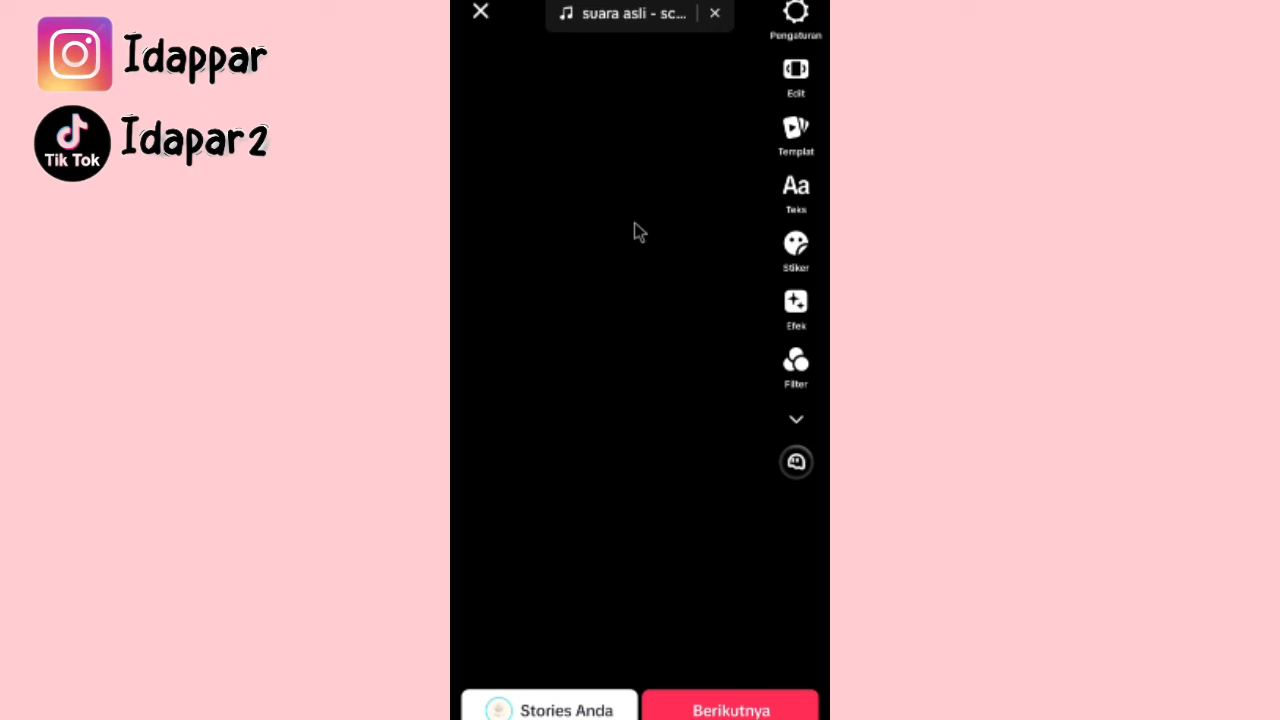 Idappar
Tik Tok
Idapar2
suara asli - sc...
Pengaturan
Edit
Templat
Aa
Teks
Stiker
Efek
Filter
Stories Anda
Berikutnya